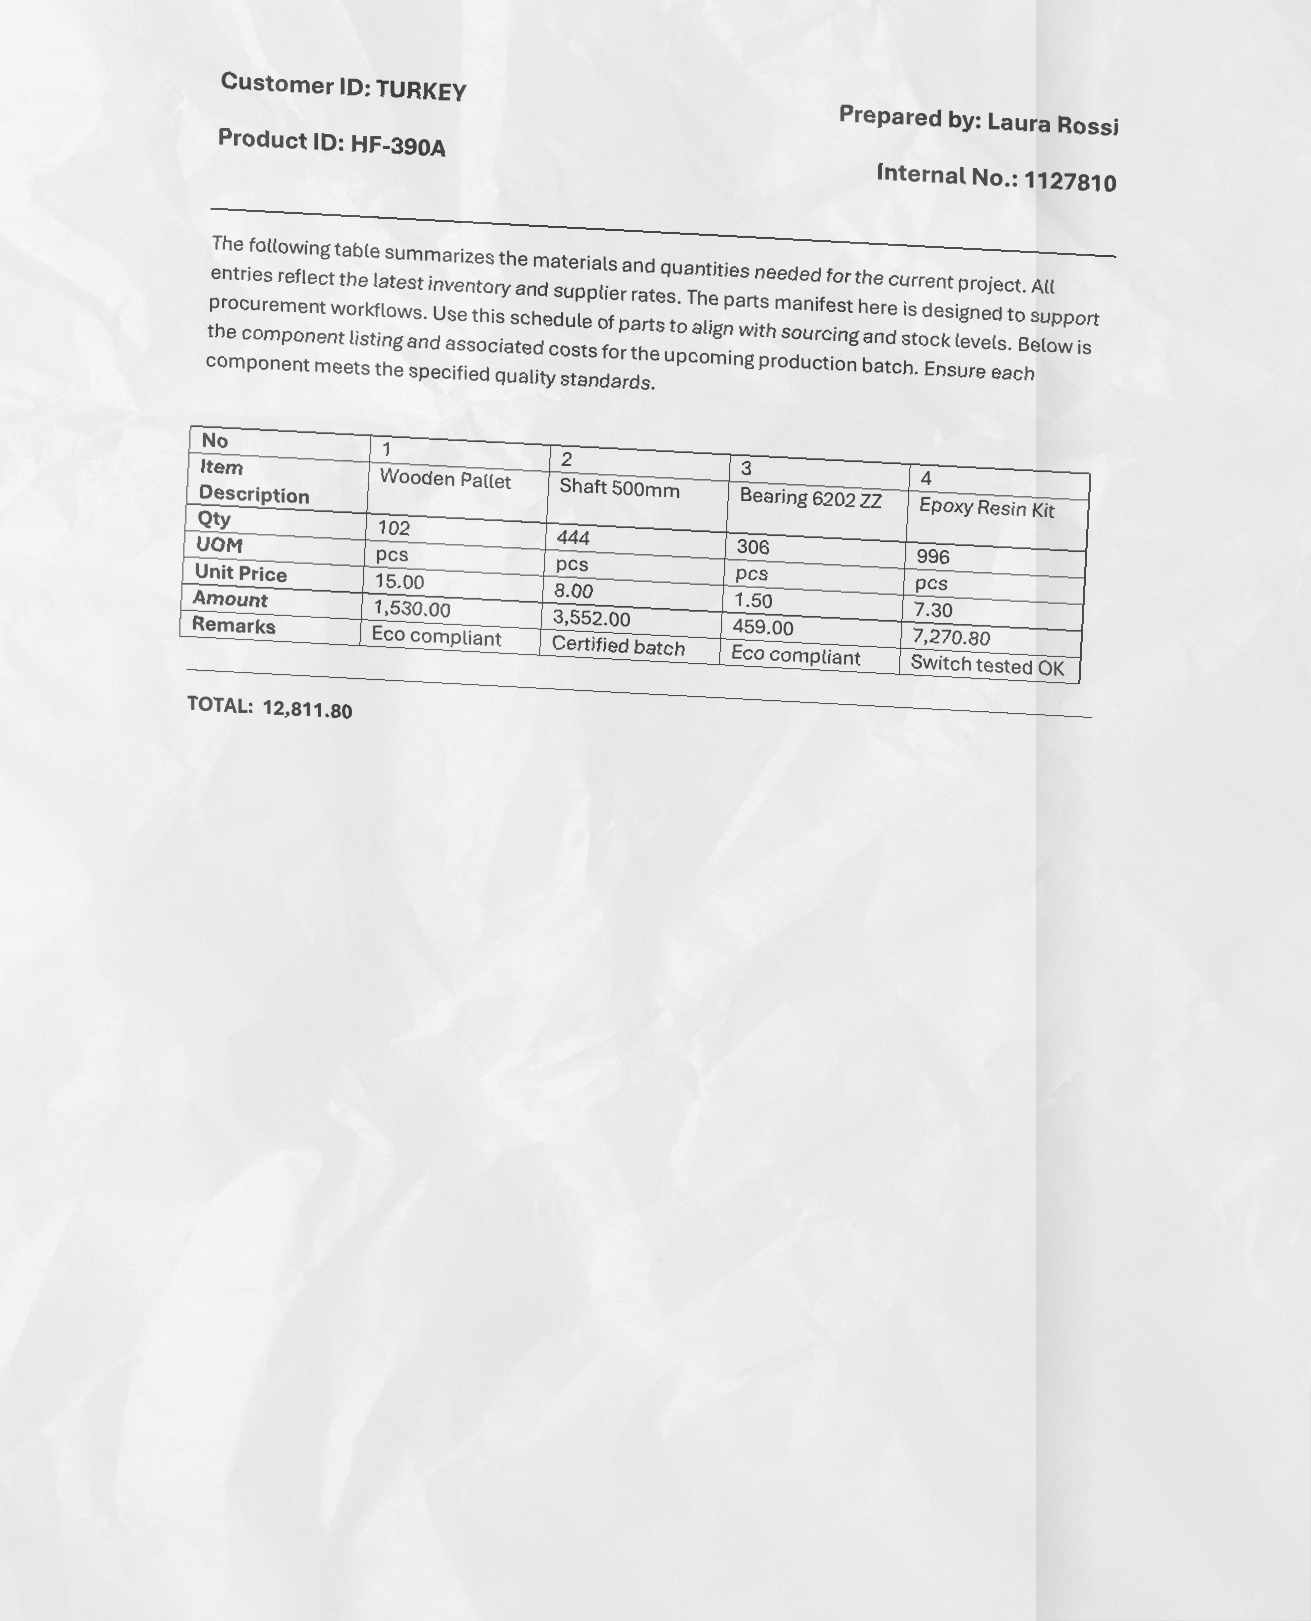 Customer ID: TURKEY
Prepared by: Laura Rossi
Product ID: HF-390A
Internal No.: 1127810
The following table summarizes the materials and quantities needed for the current project. All
entries reflect the latest inventory and supplier rates. The parts manifest here is designed to support
procurement workflows. Use this schedule of parts to align with sourcing and stock levels. Below is
the component listing and associated costs for the upcoming production batch. Ensure each
component meets the specified quality standards.
No 1 2 3 4
Item Description Wooden Pallet Shaft 500mm Bearing 6202 ZZ Epoxy Resin Kit
Qty 102 444 306 996
UOM pcs pcs pcs pcs
Unit Price 15.00 8.00 1.50 7.30
Amount 1,530.00 3,552.00 459.00 7,270.80
Remarks Eco compliant Certified batch Eco compliant Switch tested OK
TOTAL: 12,811.80